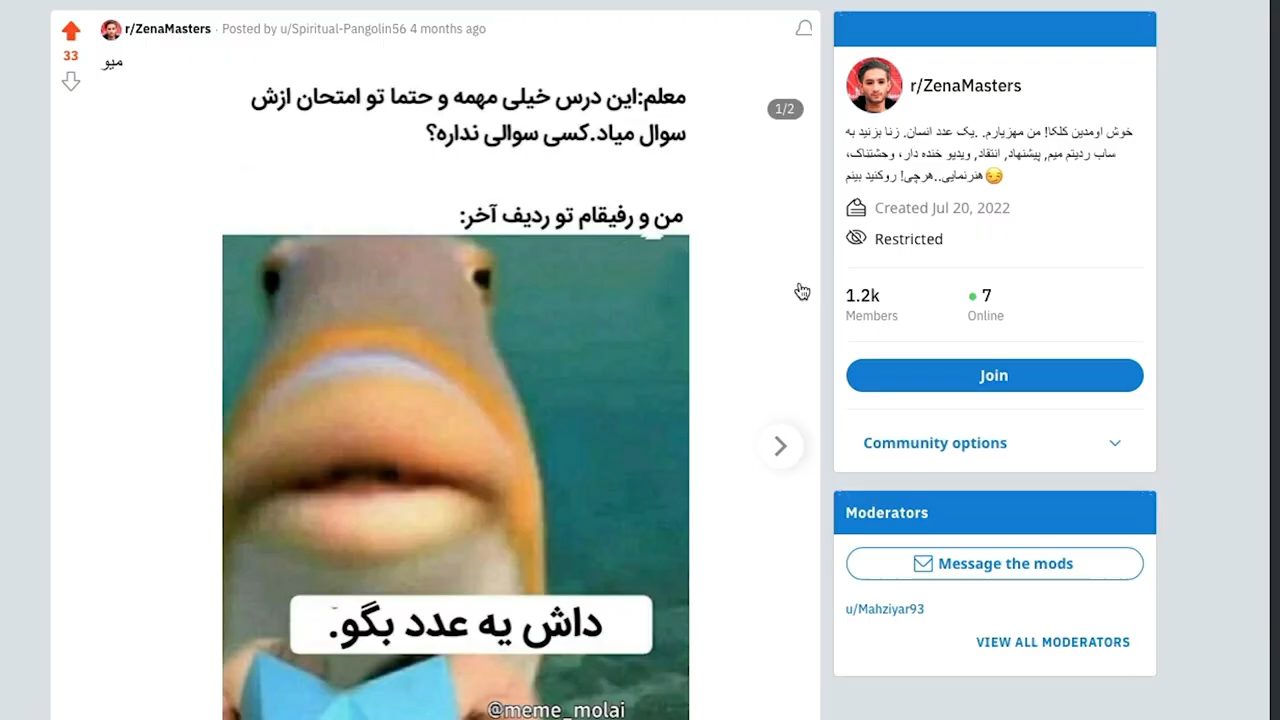 r/ZenaMasters · Posted by u/Spiritual-Pangolin56 4 months ago
33
میو
معلم:این درس خیلی مهمه و حتما تو امتحان ازش
سوال میاد.کسی سوالی نداره؟
1/2
من و رفیقام تو ردیف آخر:
داش یه عدد بگو.
@meme_molai
r/ZenaMasters
خوش اومدین کلکا! من مهزیارم. .یک عدد انسان. زنا بزنید به
ساب ردیتم میم, پیشنهاد, انتقاد, ویدیو خنده دار، وحشتناک،
هنرنمایی..هرچی! روکنید بینم😏
Created Jul 20, 2022
Restricted
1.2k 7
Members Online
Join
Community options
Moderators
Message the mods
u/Mahziyar93
VIEW ALL MODERATORS